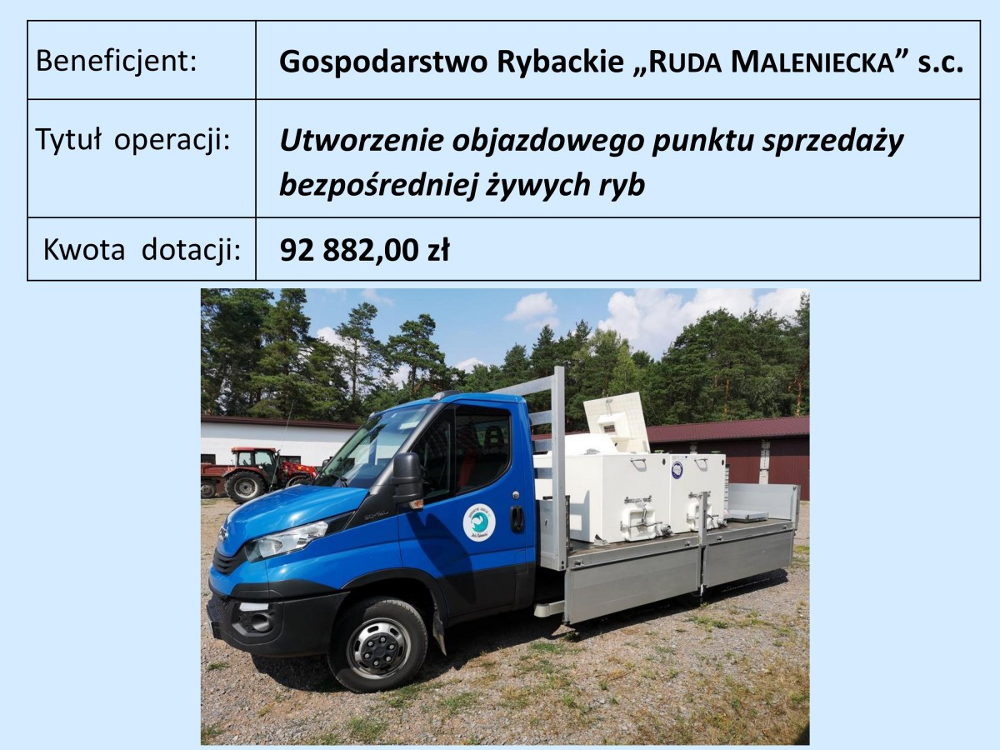 Beneficjent:
Gospodarstwo Rybackie „RUDA MALENIECKA” s.c.
Tytuł operacji:
Utworzenie objazdowego punktu sprzedaży
bezpośredniej żywych ryb
Kwota dotacji:
92 882,00 zł